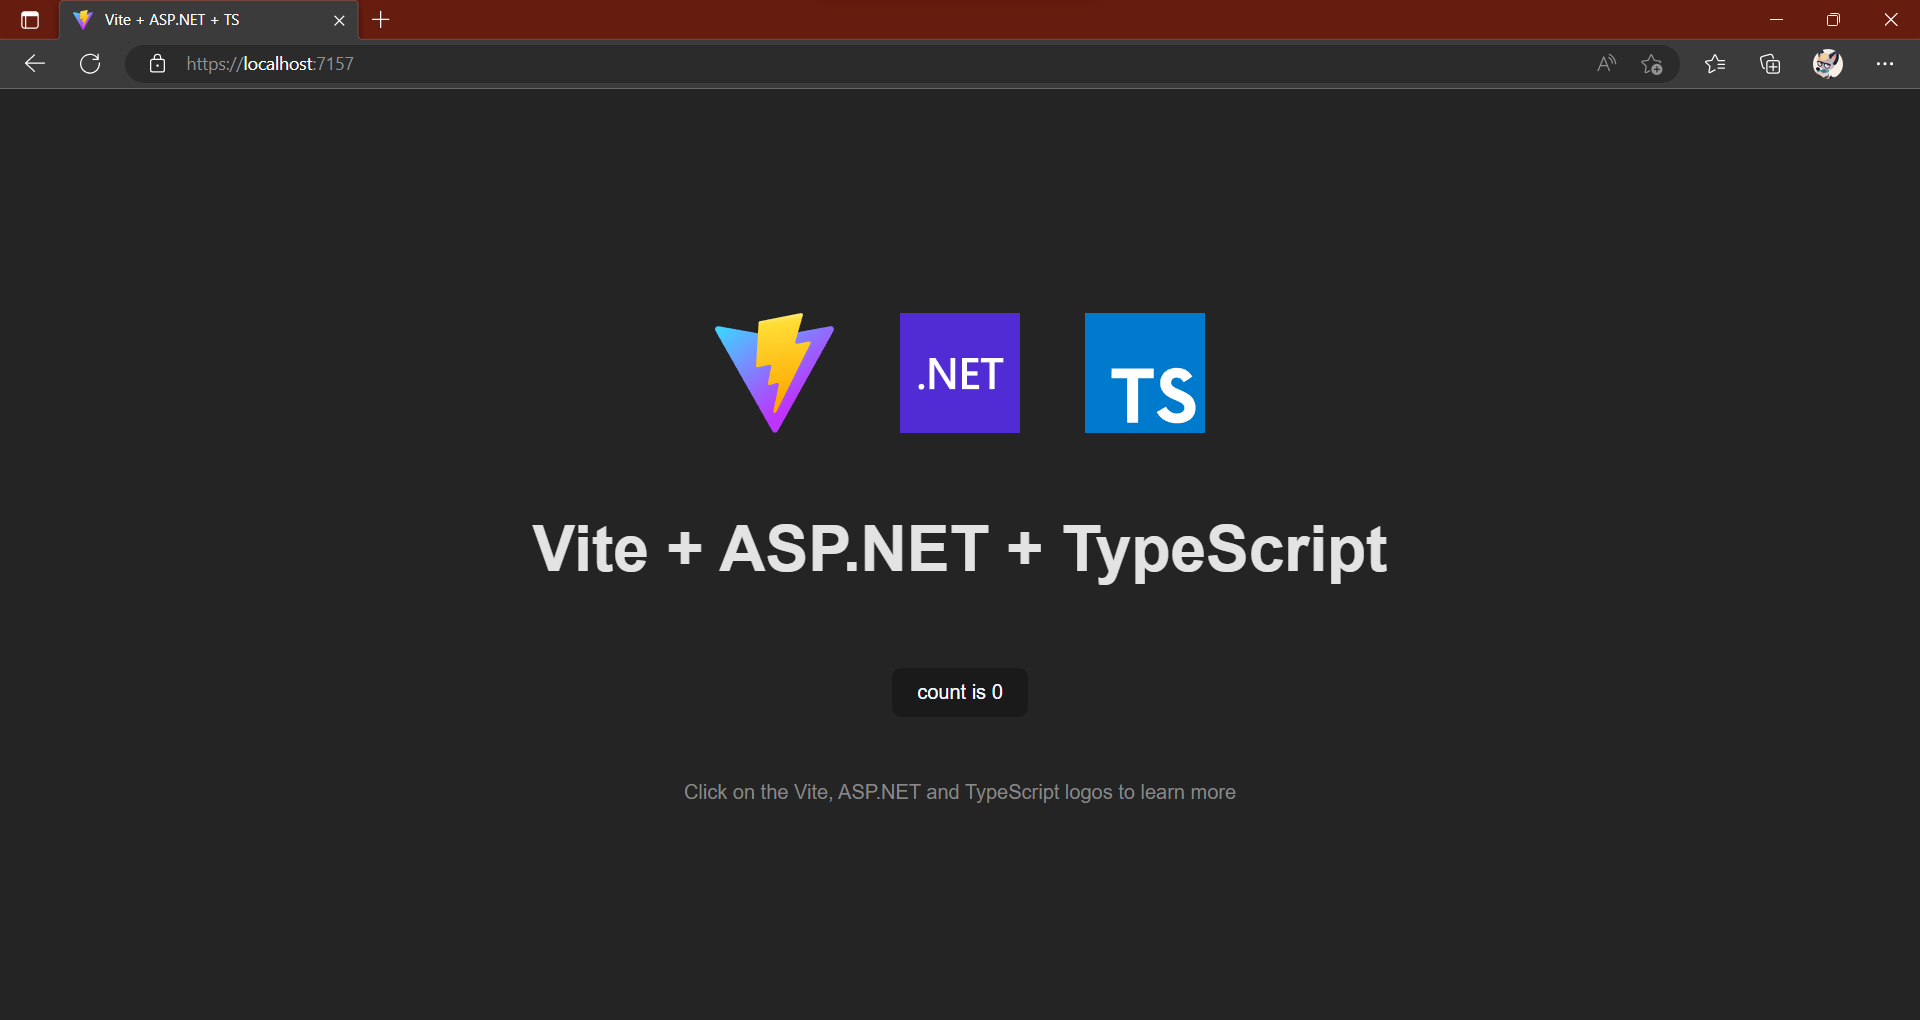 Vite + ASP.NET + TS
https://localhost:7157
.NET
TS
Vite + ASP.NET + TypeScript
count is 0
Click on the Vite, ASP.NET and TypeScript logos to learn more